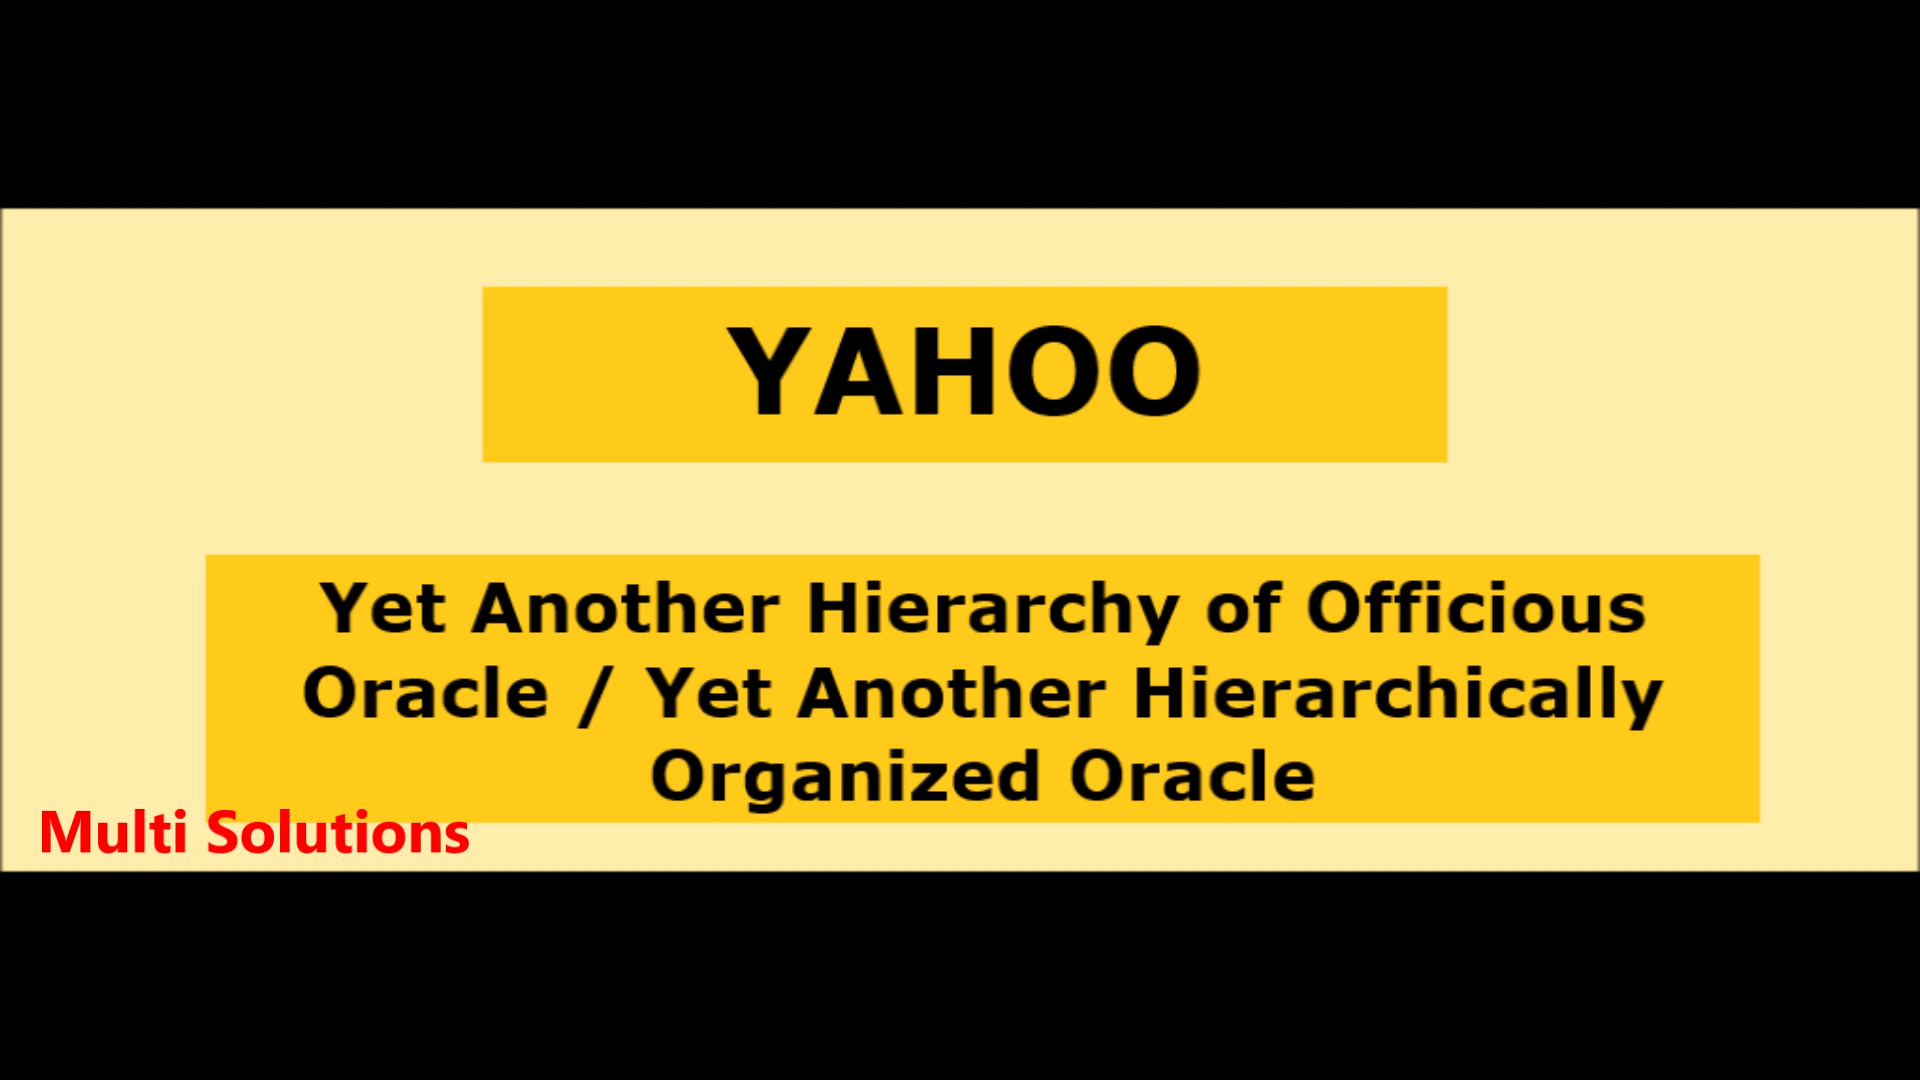 YAHOO
Yet Another Hierarchy of Officious
Oracle / Yet Another Hierarchically
Organized Oracle
Multi Solutions